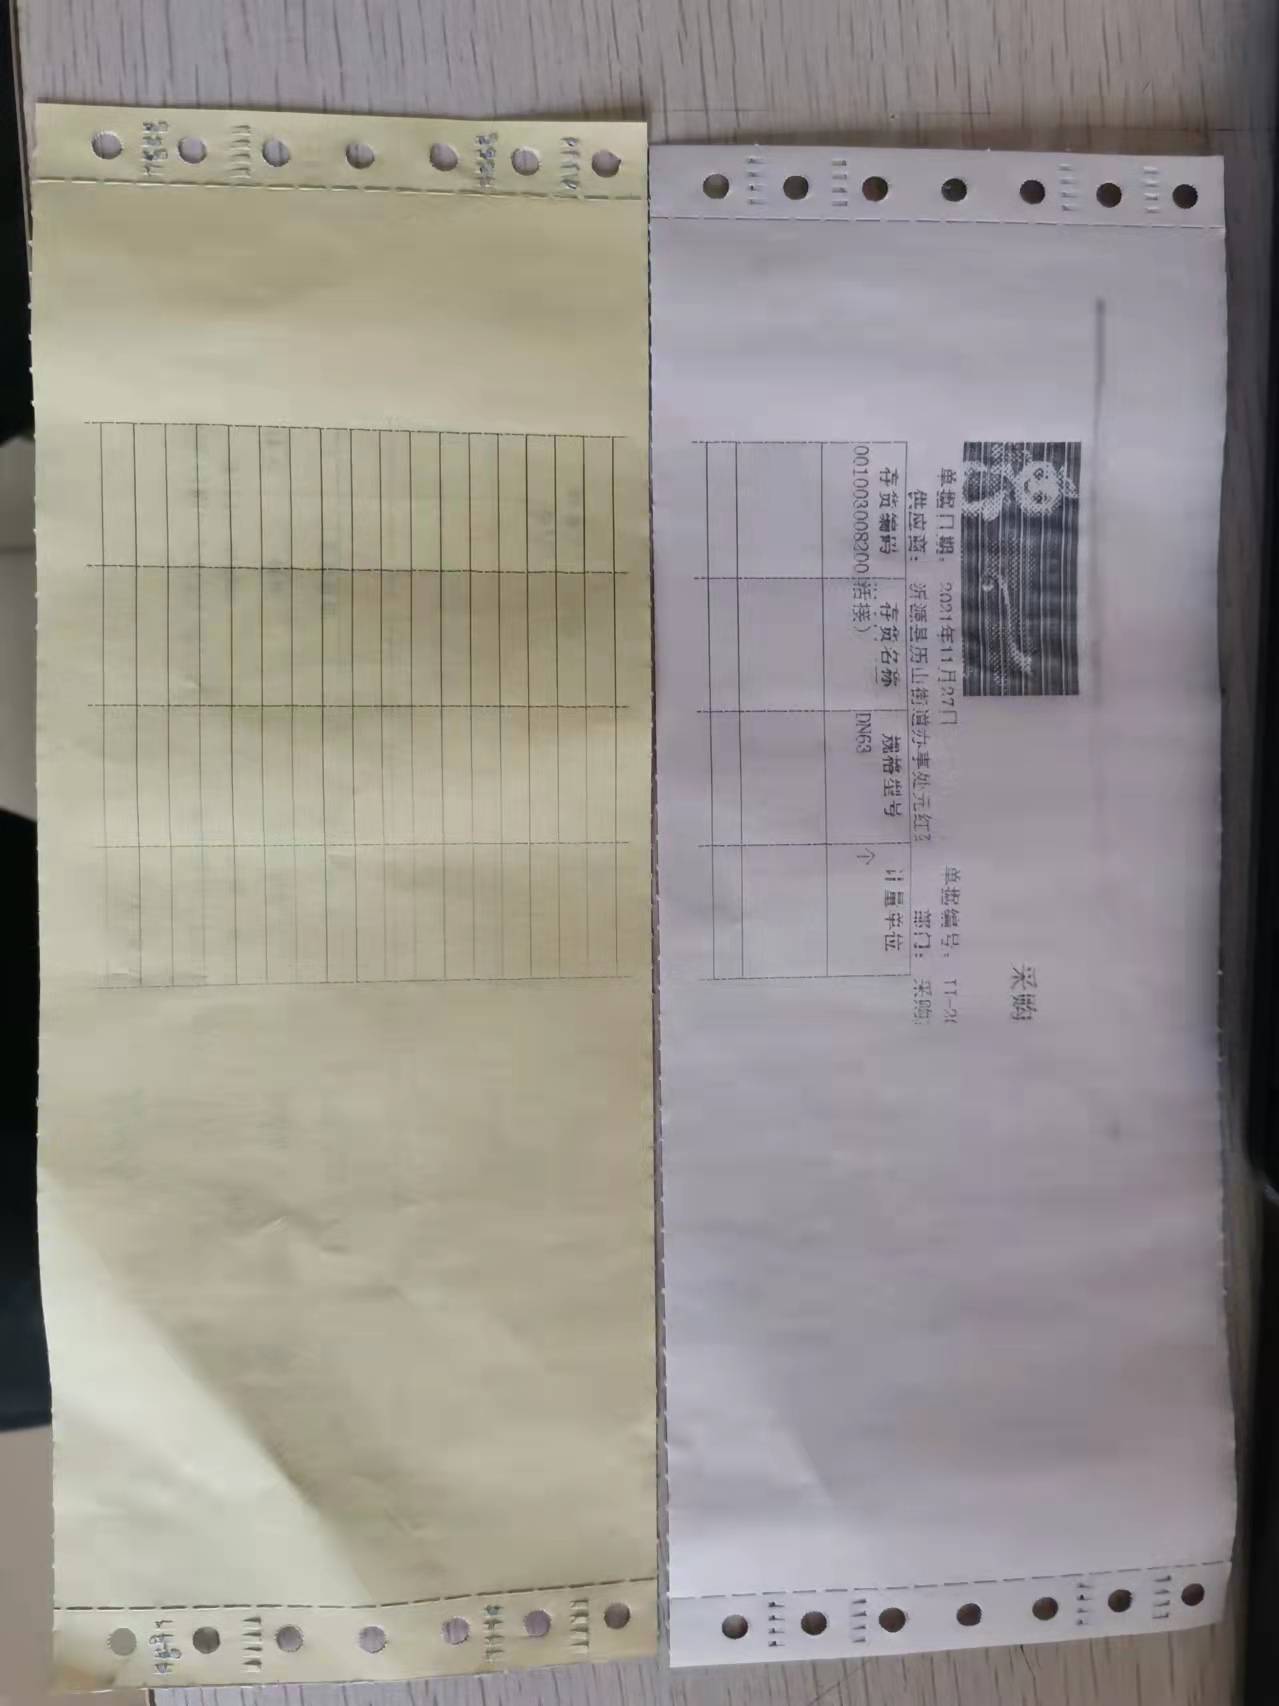 采购
单据日期： 2021年11月27日 单据编号： TT-20
供应商： 沂源县历山街道办事处元红 部门： 采购
存货编码 存货名称 规格型号 计量单位
001003008200 活接） DN63 个